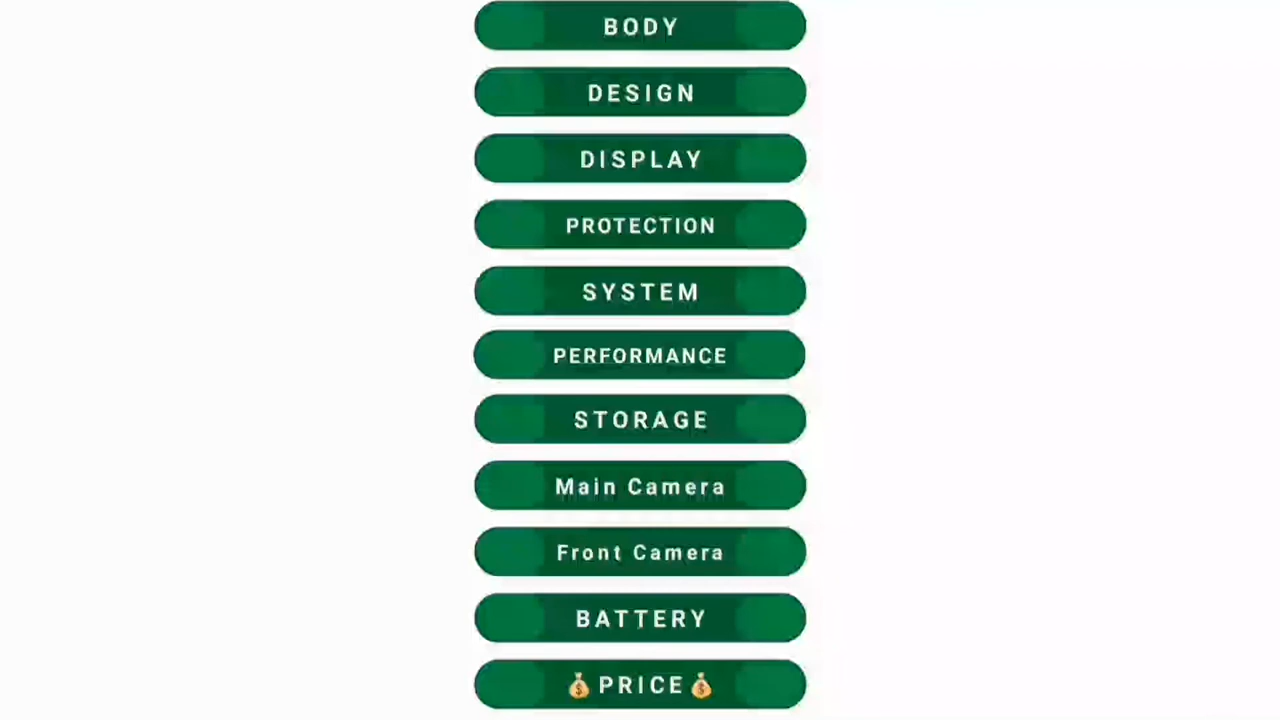 BODY
DESIGN
DISPLAY
PROTECTION
SYSTEM
PERFORMANCE
STORAGE
Main Camera
Front Camera
BATTERY
💰PRICE💰